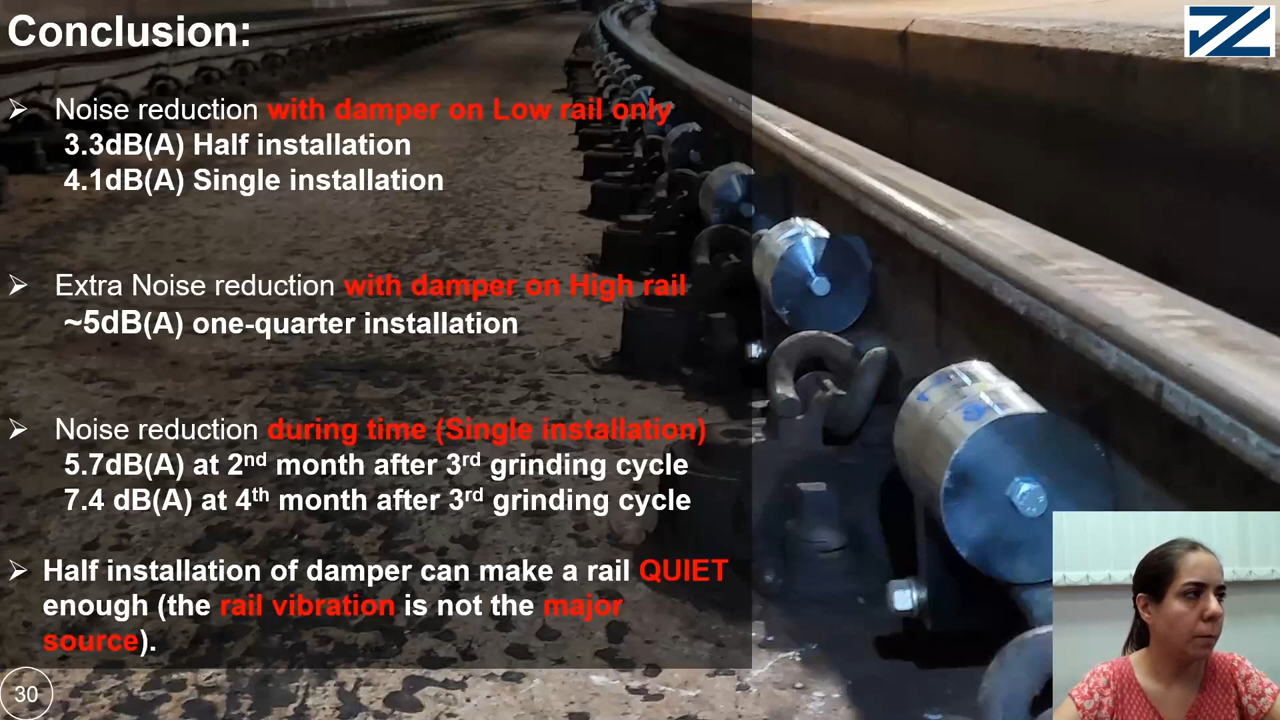 Conclusion:
➢ Noise reduction with damper on Low rail only
3.3dB(A) Half installation
4.1dB(A) Single installation
➢ Extra Noise reduction with damper on High rail
~5dB(A) one-quarter installation
➢ Noise reduction during time (Single installation)
5.7dB(A) at 2nd month after 3rd grinding cycle
7.4 dB(A) at 4th month after 3rd grinding cycle
➢ Half installation of damper can make a rail QUIET
enough (the rail vibration is not the major
source).
30